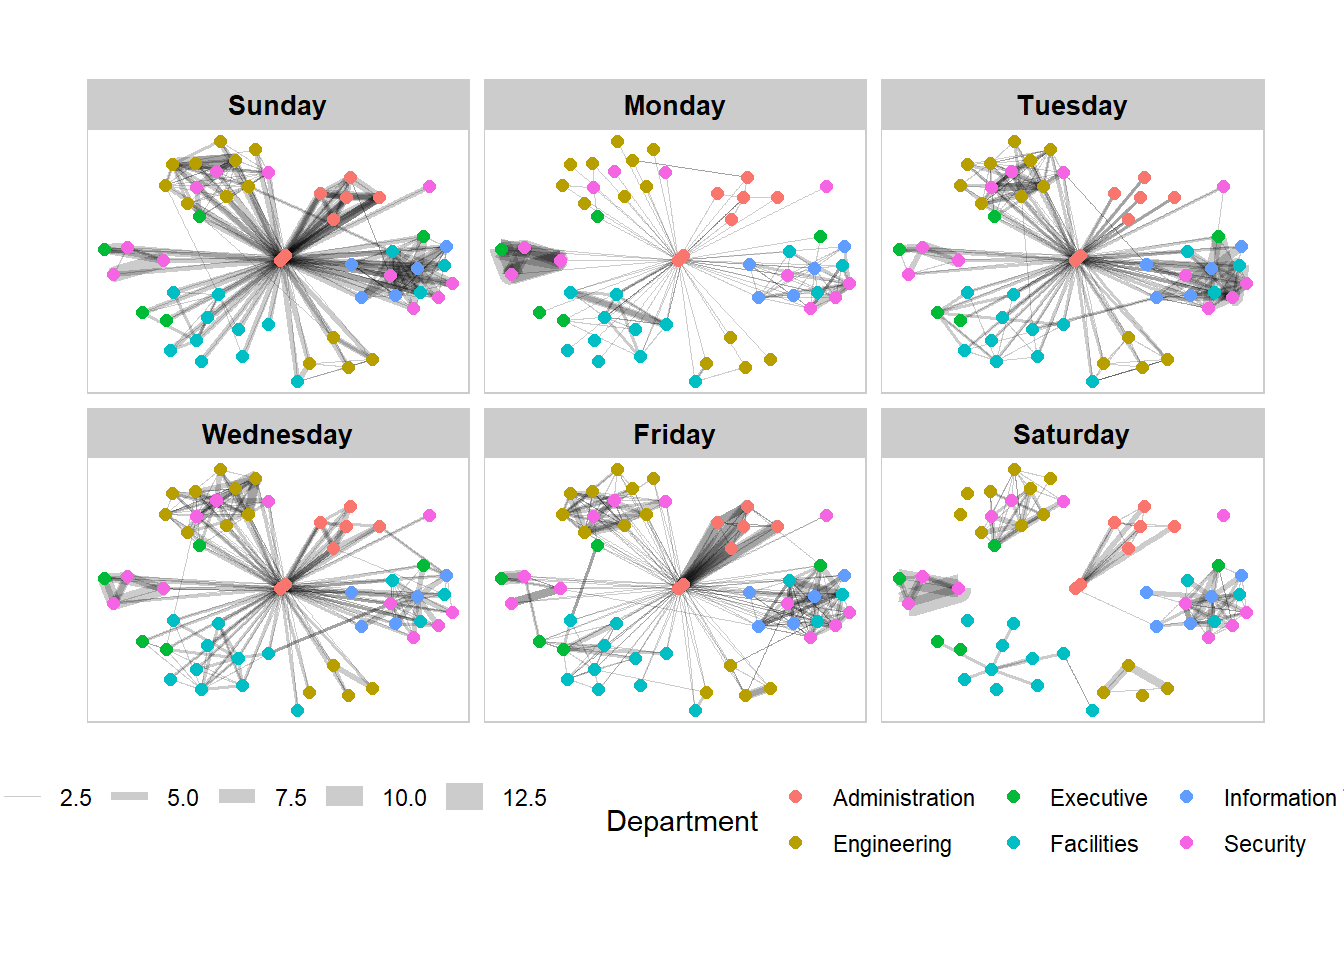 Sunday
Monday
Tuesday
Wednesday
Friday
Saturday
2.5
5.0
7.5
10.0
12.5
Department
Administration
Executive
Information
Engineering
Facilities
Security